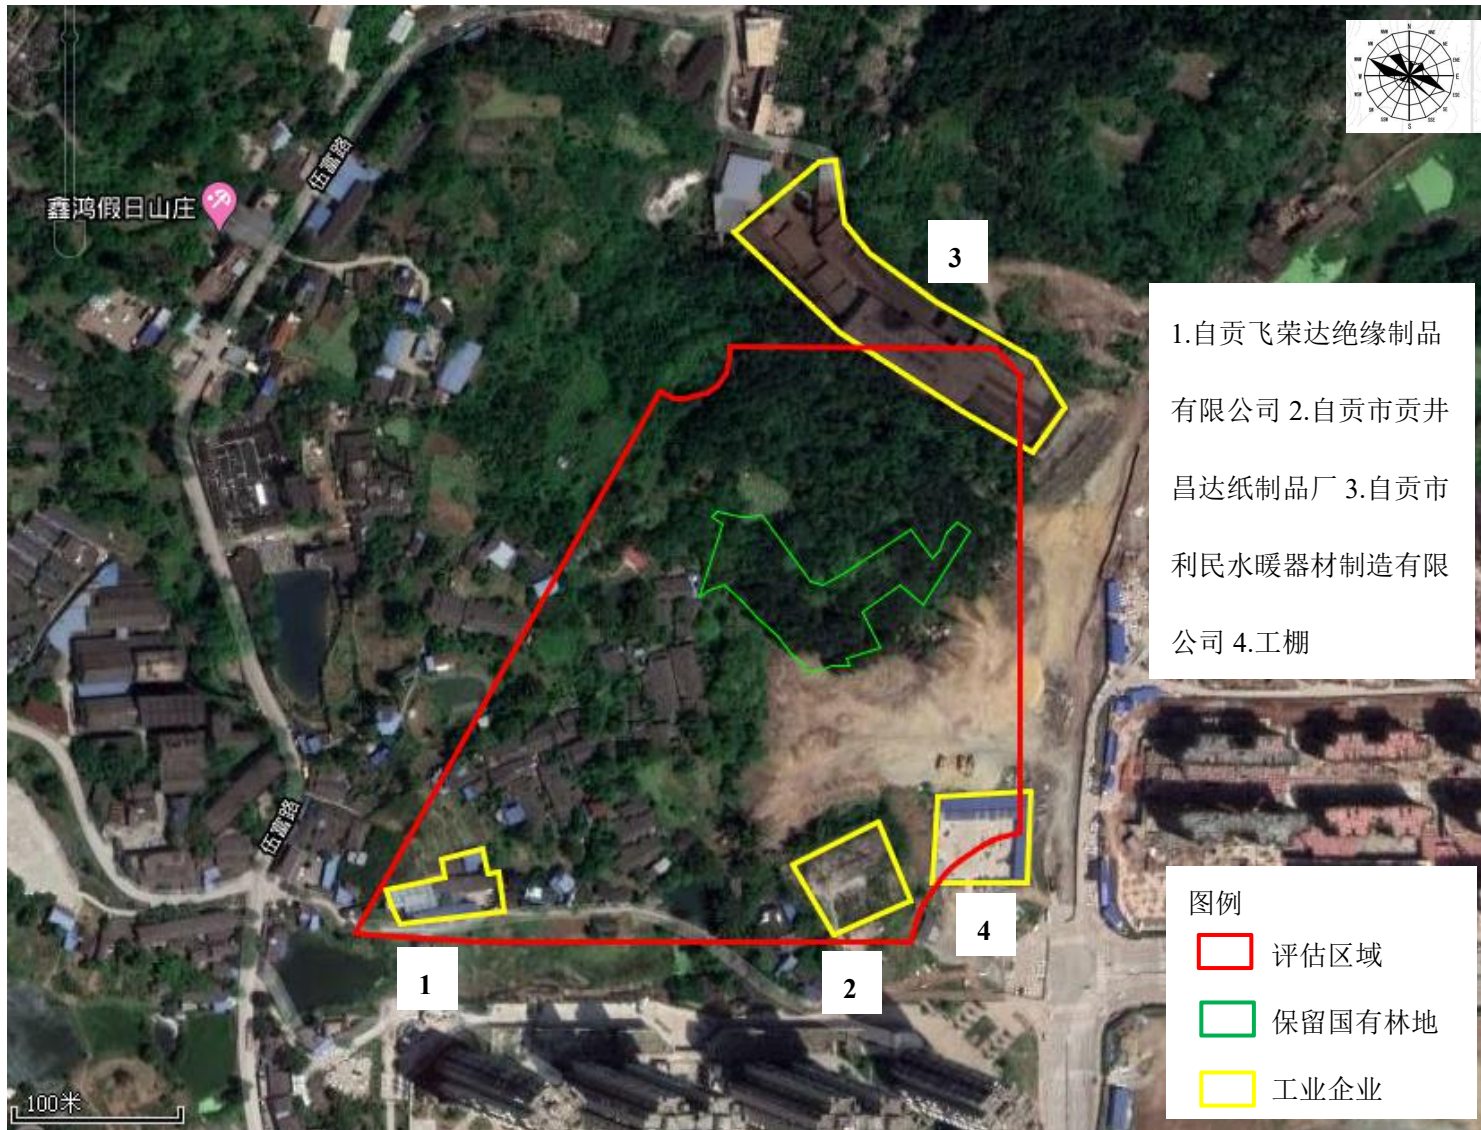 N
W
E
S
伍富路
鑫鸿假日山庄
3
1.自贡飞荣达绝缘制品
有限公司 2.自贡市贡井
昌达纸制品厂 3.自贡市
利民水暖器材制造有限
公司 4.工棚
伍富路
1
2
4
图例
评估区域
保留国有林地
工业企业
100米